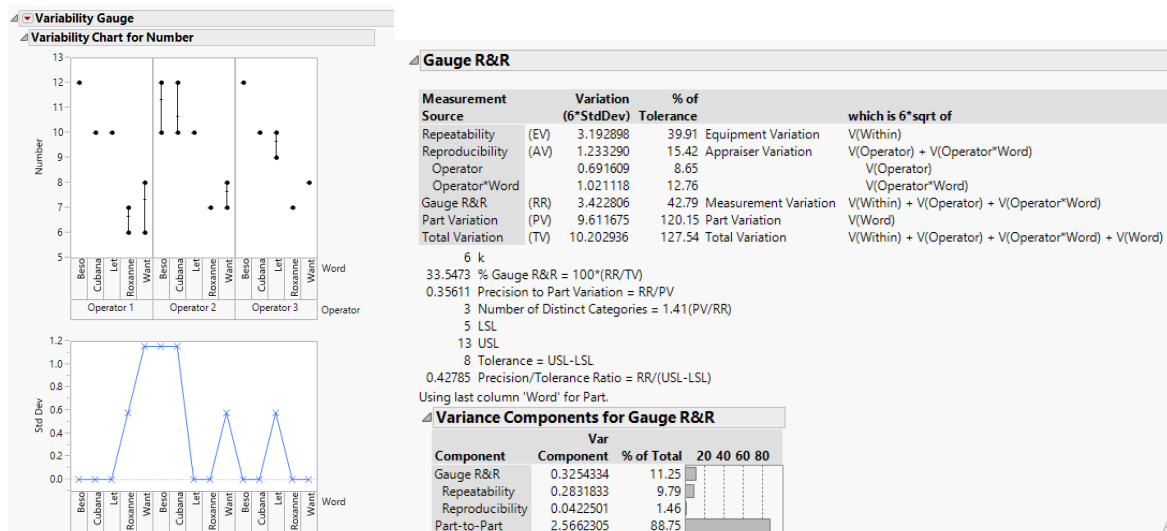 Variability Gauge
Variability Chart for Number
13
12
11
10
9
8
7
6
5
Number
Beso Cubana Let Roxanne Want Beso Cubana Let Roxanne Want Beso Cubana Let Roxanne Want Word
Operator 1 Operator 2 Operator 3 Operator
1.2
1.0
0.8
0.6
0.4
0.2
0.0
Std Dev
Beso Cubana Let Roxanne Want Beso Cubana Let Roxanne Want Beso Cubana Let Roxanne Want Word
Gauge R&R
Measurement Variation % of
Source (6*StdDev) Tolerance which is 6*sqrt of
Repeatability (EV) 3.192898 39.91 Equipment Variation V(Within)
Reproducibility (AV) 1.233290 15.42 Appraiser Variation V(Operator) + V(Operator*Word)
Operator 0.691609 8.65 V(Operator)
Operator*Word 1.021118 12.76 V(Operator*Word)
Gauge R&R (RR) 3.422806 42.79 Measurement Variation V(Within) + V(Operator) + V(Operator*Word)
Part Variation (PV) 9.611675 120.15 Part Variation V(Word)
Total Variation (TV) 10.202936 127.54 Total Variation V(Within) + V(Operator) + V(Operator*Word) + V(Word)
6 k
33.5473 % Gauge R&R = 100*(RR/TV)
0.35611 Precision to Part Variation = RR/PV
3 Number of Distinct Categories = 1.41(PV/RR)
5 LSL
13 USL
8 Tolerance = USL-LSL
0.42785 Precision/Tolerance Ratio = RR/(USL-LSL)
Using last column 'Word' for Part.
Variance Components for Gauge R&R
Var
Component Component % of Total 20 40 60 80
Gauge R&R 0.3254334 11.25
Repeatability 0.2831833 9.79
Reproducibility 0.0422501 1.46
Part-to-Part 2.5662305 88.75